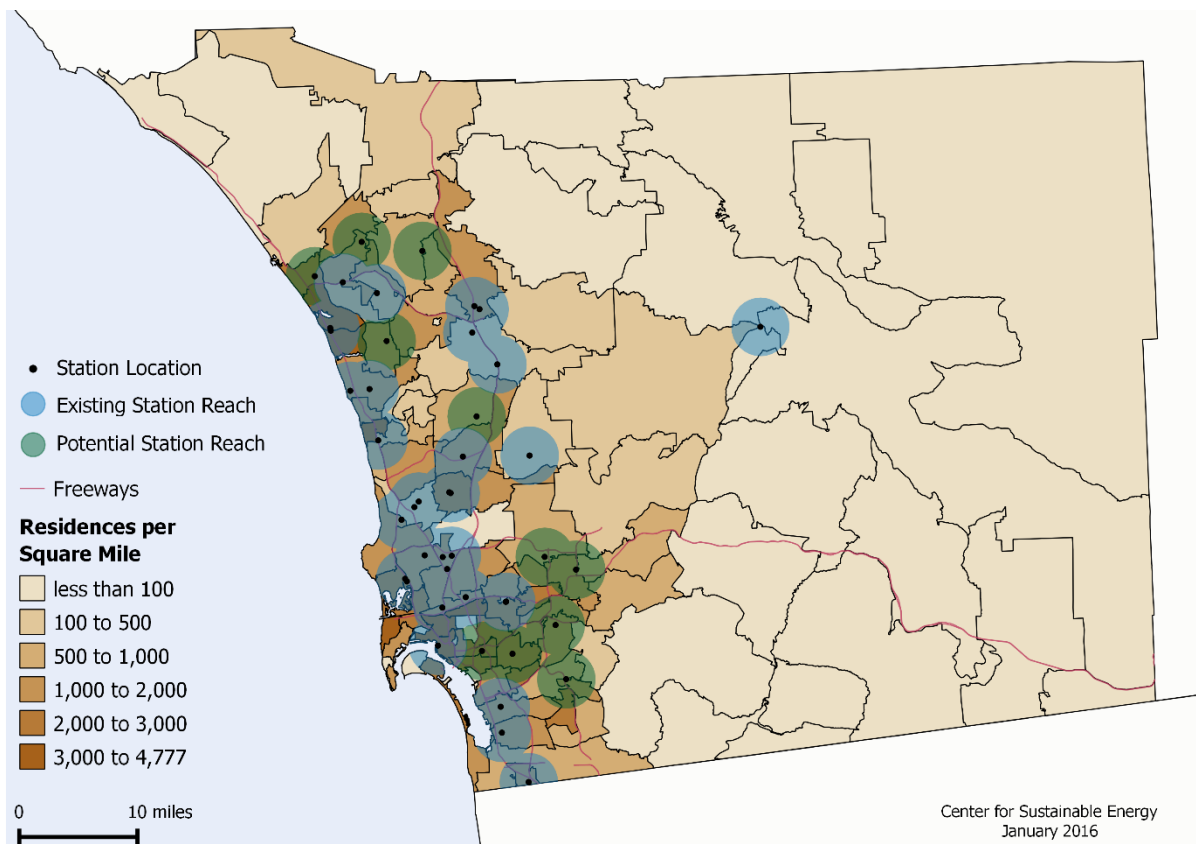 Station Location
Existing Station Reach
Potential Station Reach
Freeways
Residences per
Square Mile
less than 100
100 to 500
500 to 1,000
1,000 to 2,000
2,000 to 3,000
3,000 to 4,777
0 10 miles
Center for Sustainable Energy
January 2016